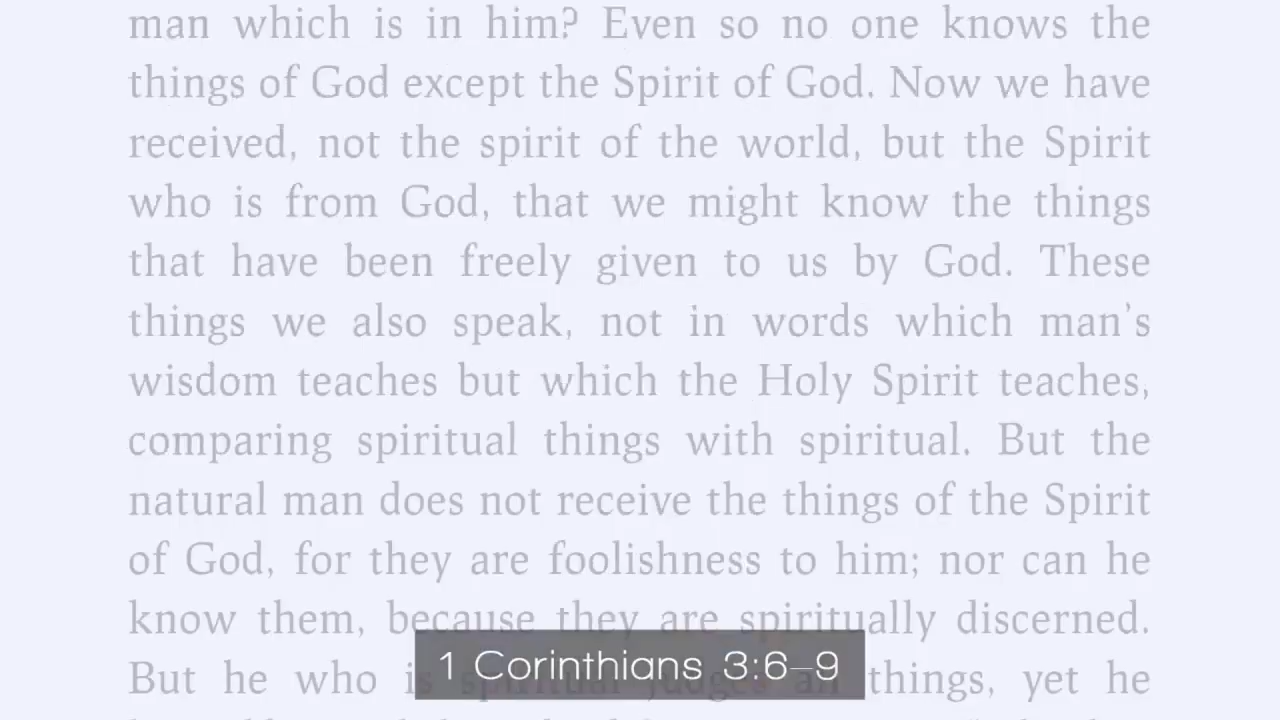 man which is in him? Even so no one knows the
things of God except the Spirit of God. Now we have
received, not the spirit of the world, but the Spirit
who is from God, that we might know the things
that have been freely given to us by God. These
things we also speak, not in words which man’s
wisdom teaches but which the Holy Spirit teaches,
comparing spiritual things with spiritual. But the
natural man does not receive the things of the Spirit
of God, for they are foolishness to him; nor can he
know them, because they are spiritually discerned.
But he who is spiritual judges all things, yet he
1 Corinthians 3:6–9